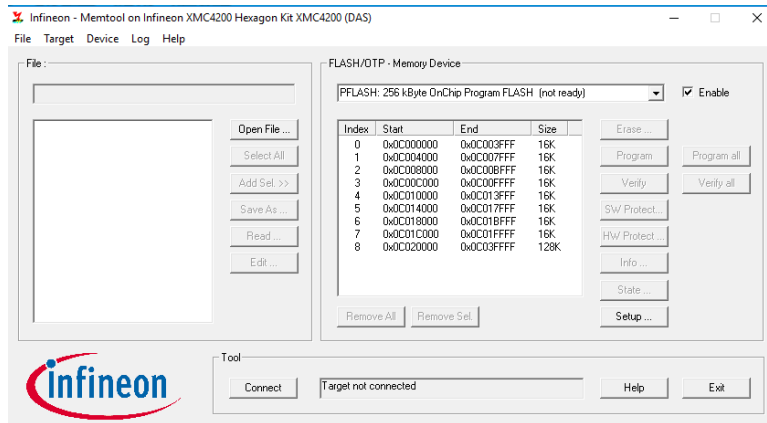 Infineon - Memtool on Infineon XMC4200 Hexagon Kit XMC4200 (DAS)
File Target Device Log Help
File :
Open File ...
Select All
Add Sel. >>
Save As ...
Read ...
Edit ...
FLASH/OTP - Memory Device
PFLASH: 256 kByte OnChip Program FLASH (not ready)
Enable
Index Start End Size
0 0x0C000000 0x0C003FFF 16K
1 0x0C004000 0x0C007FFF 16K
2 0x0C008000 0x0C00BFFF 16K
3 0x0C00C000 0x0C00FFFF 16K
4 0x0C010000 0x0C013FFF 16K
5 0x0C014000 0x0C017FFF 16K
6 0x0C018000 0x0C01BFFF 16K
7 0x0C01C000 0x0C01FFFF 16K
8 0x0C020000 0x0C03FFFF 128K
Remove All Remove Sel.
Erase ...
Program Program all
Verify Verify all
SW Protect...
HW Protect ...
Info ...
State ...
Setup ...
infineon
Tool
Connect Target not connected Help Exit